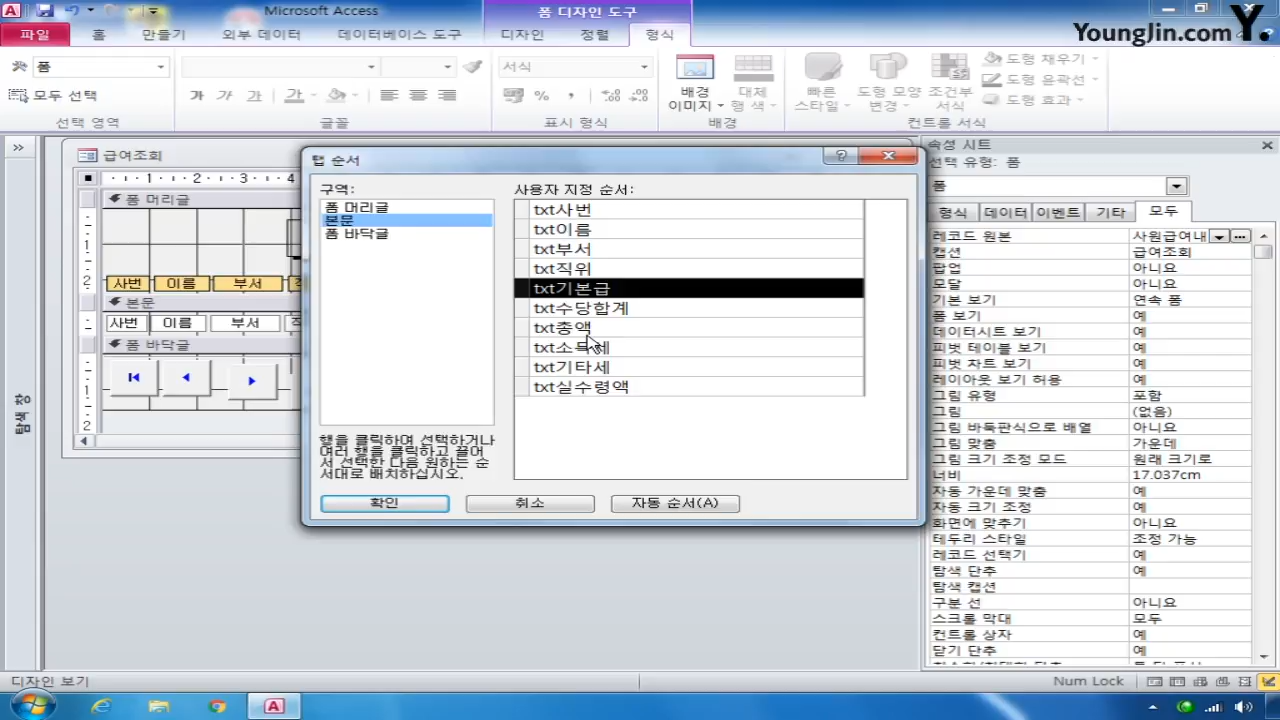 Microsoft Access
폼 디자인 도구
파일 홈 만들기 외부 데이터 데이터베이스 도구 디자인 정렬 형식
YoungJin.com Y.
폼
모두 선택
선택 영역
가 가 가
글꼴
서식
표시 형식
배경 이미지
대체 행 색
배경
빠른 스타일
도형 모양 변경
조건부 서식
도형 채우기
도형 윤곽선
도형 효과
컨트롤 서식
탐색 창
급여조회
1 2 3 4
폼 머리글
사번 이름 부서
본문
사번 이름 부서
폼 바닥글
탭 순서
구역:
폼 머리글
본문
폼 바닥글
사용자 지정 순서:
txt사번
txt이름
txt부서
txt직위
txt기본급
txt수당합계
txt총액
txt기타세
txt실수령액
행을 클릭하여 선택하거나
여러 행을 클릭하고 끌어
서 선택한 다음 원하는 순
서대로 배치하십시오.
확인 취소 자동 순서(A)
속성 시트
선택 유형: 폼
폼
형식 데이터 이벤트 기타 모두
레코드 원본 사원급여내
캡션 급여조회
팝업 아니요
모달 아니요
기본 보기 연속 폼
폼 보기 예
데이터시트 보기 예
피벗 테이블 보기 예
피벗 차트 보기 예
레이아웃 보기 허용 예
그림 유형 포함
그림 (없음)
그림 바둑판식으로 배열 아니요
그림 맞춤 가운데
그림 크기 조정 모드 원래 크기로
너비 17.037cm
자동 가운데 맞춤 예
자동 크기 조정 예
화면에 맞추기 아니요
테두리 스타일 조정 가능
레코드 선택기 예
탐색 단추 예
탐색 캡션
구분 선 아니요
스크롤 막대 모두
컨트롤 상자 예
닫기 단추 예
디자인 보기
Num Lock